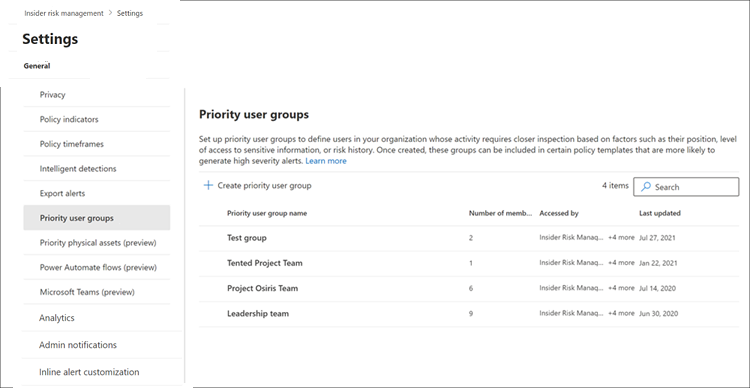 Insider risk management > Settings
Settings
General
Privacy
Policy indicators
Policy timeframes
Intelligent detections
Export alerts
Priority user groups
Priority physical assets (preview)
Power Automate flows (preview)
Microsoft Teams (preview)
Analytics
Admin notifications
Inline alert customization
Priority user groups
Set up priority user groups to define users in your organization whose activity requires closer inspection based on factors such as their position, level
of access to sensitive information, or risk history. Once created, these groups can be included in certain policy templates that are more likely to
generate high severity alerts. Learn more
+ Create priority user group 4 items Search
Priority user group name Number of memb... Accessed by Last updated
Test group 2 Insider Risk Manag... +4 more Jul 27, 2021
Tented Project Team 1 Insider Risk Manag... +4 more Jan 22, 2021
Project Osiris Team 6 Insider Risk Manag... +4 more Jul 14, 2020
Leadership team 9 Insider Risk Manag... +4 more Jun 30, 2020